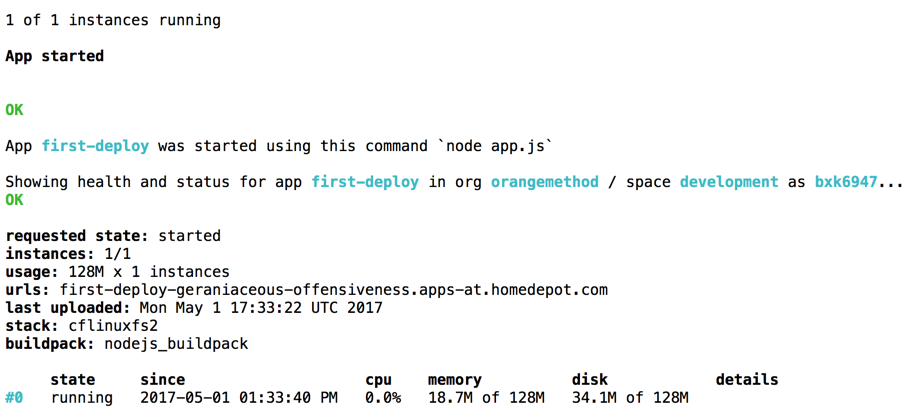 1 of 1 instances running
App started
OK
App first-deploy was started using this command `node app.js`
Showing health and status for app first-deploy in org orangemethod / space development as bxk6947...
OK
requested state: started
instances: 1/1
usage: 128M x 1 instances
urls: first-deploy-geraniaceous-offensiveness.apps-at.homedepot.com
last uploaded: Mon May 1 17:33:22 UTC 2017
stack: cflinuxfs2
buildpack: nodejs_buildpack
state since cpu memory disk details
#0 running 2017-05-01 01:33:40 PM 0.0% 18.7M of 128M 34.1M of 128M